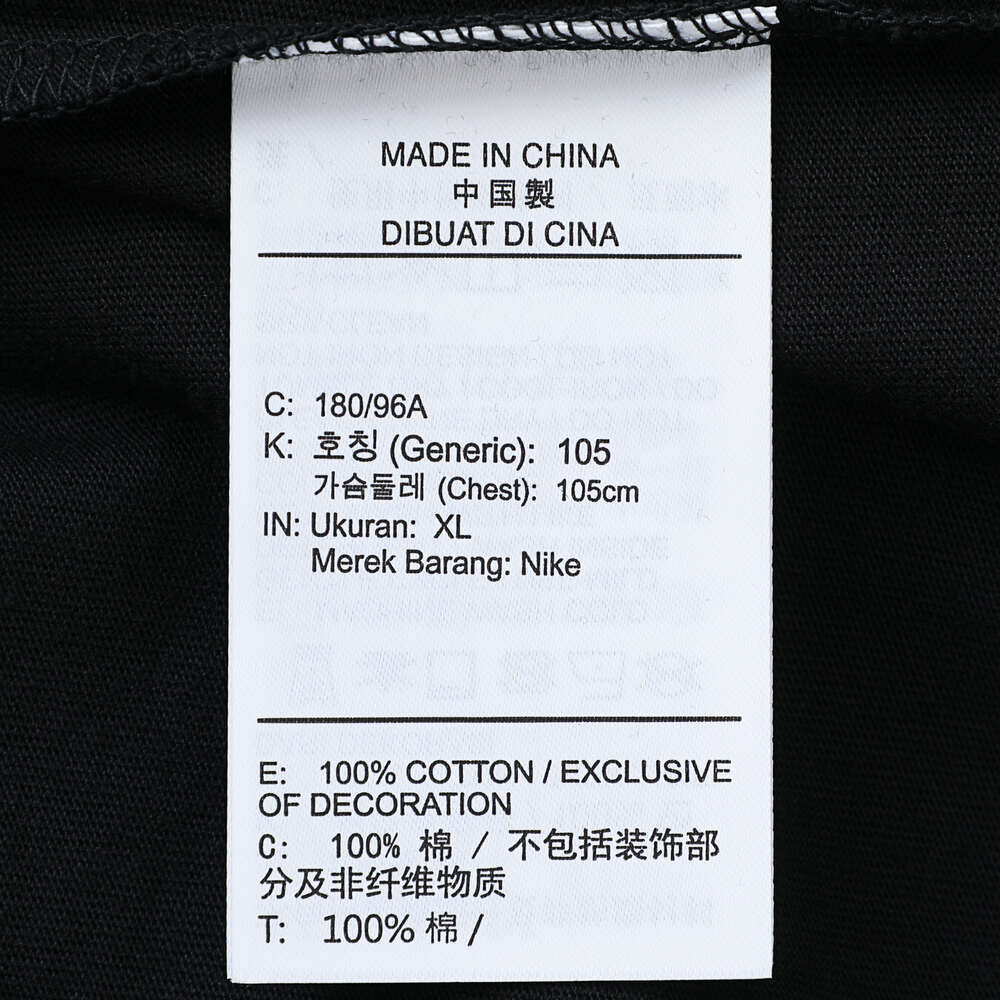 MADE IN CHINA
中国製
DIBUAT DI CINA
C: 180/96A
K: 호칭 (Generic): 105
가슴둘레 (Chest): 105cm
IN: Ukuran: XL
Merek Barang: Nike
E: 100% COTTON / EXCLUSIVE
OF DECORATION
C: 100% 棉 / 不包括装饰部
分及非纤维物质
T: 100% 棉 /